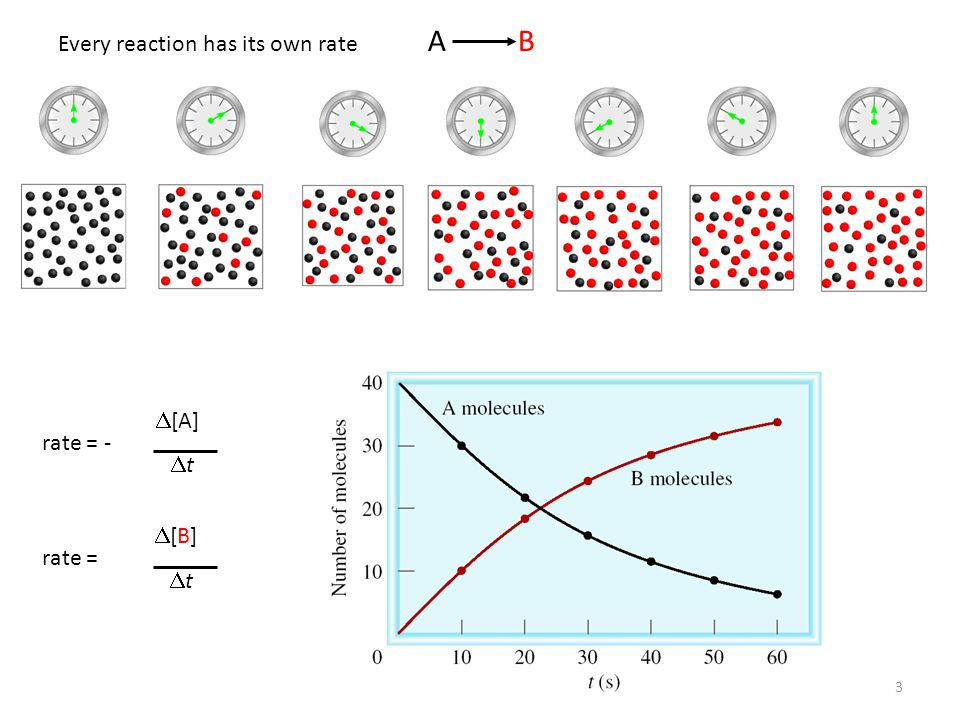 Every reaction has its own rate A B
rate = -
Δ[A]
Δt
rate =
Δ[B]
Δt
Number of molecules
40
30
20
10
0
A molecules
B molecules
10 20 30 40 50 60
t (s)
3